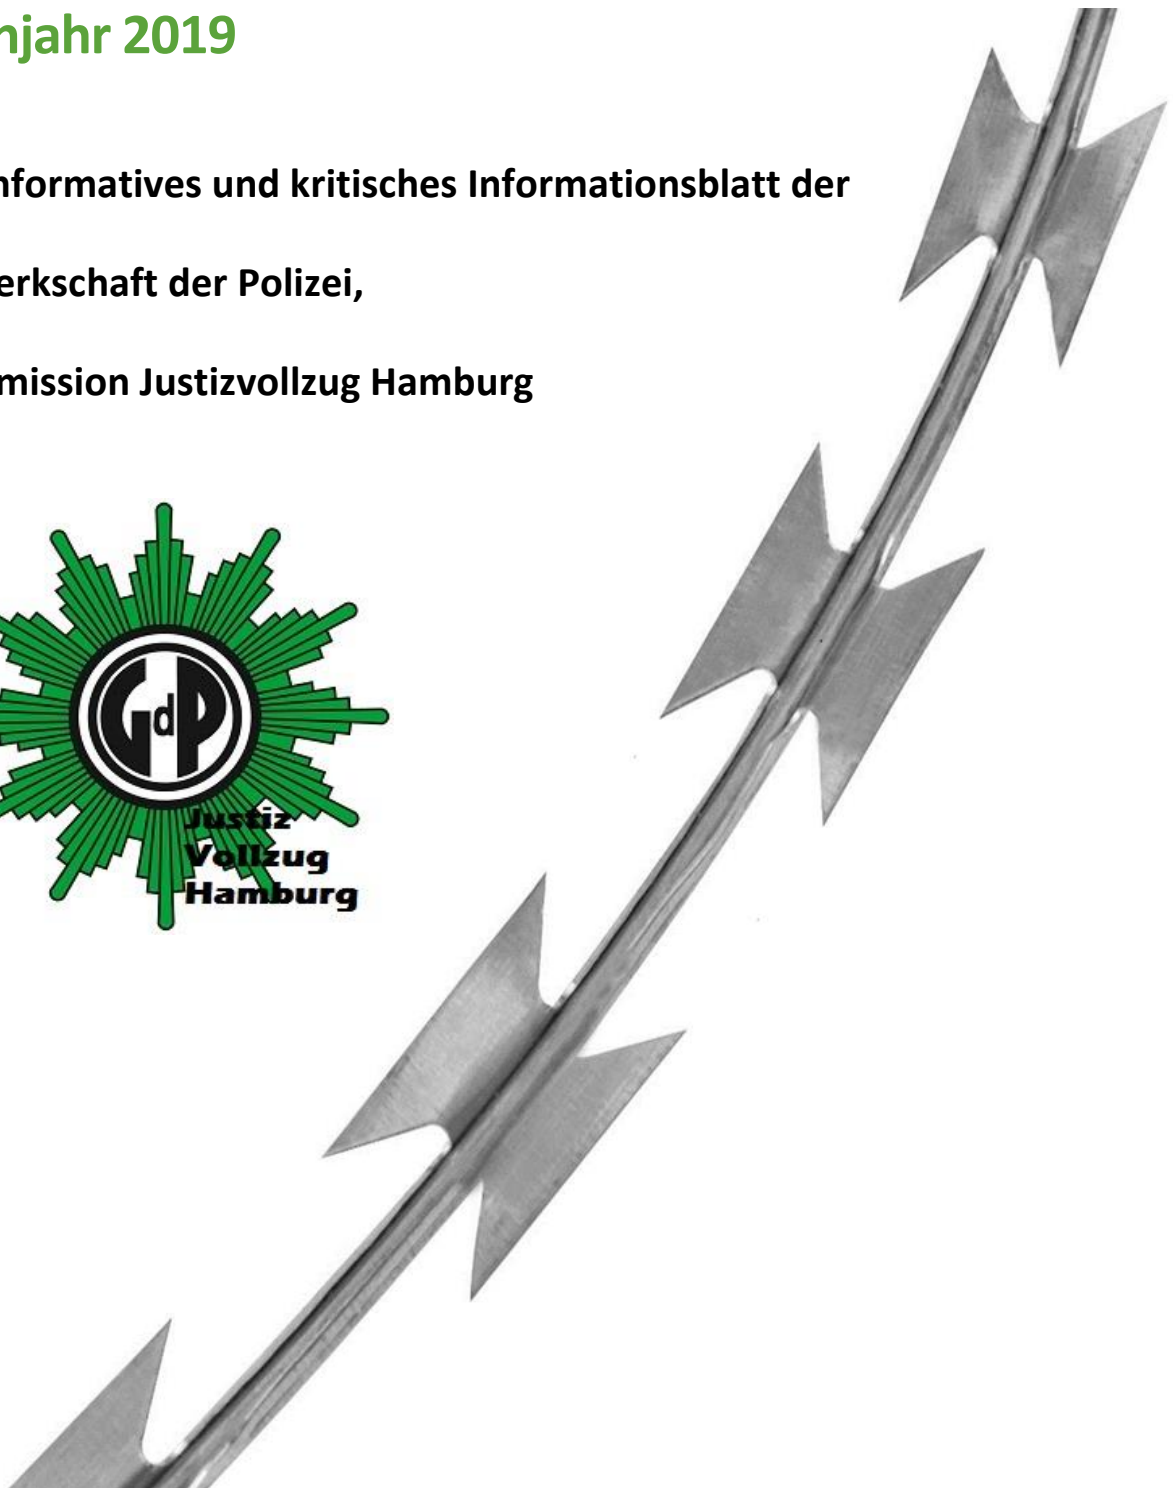 njahr 2019
nformatives und kritisches Informationsblatt der
erkschaft der Polizei,
mission Justizvollzug Hamburg
GdP
Justiz
Vollzug
Hamburg